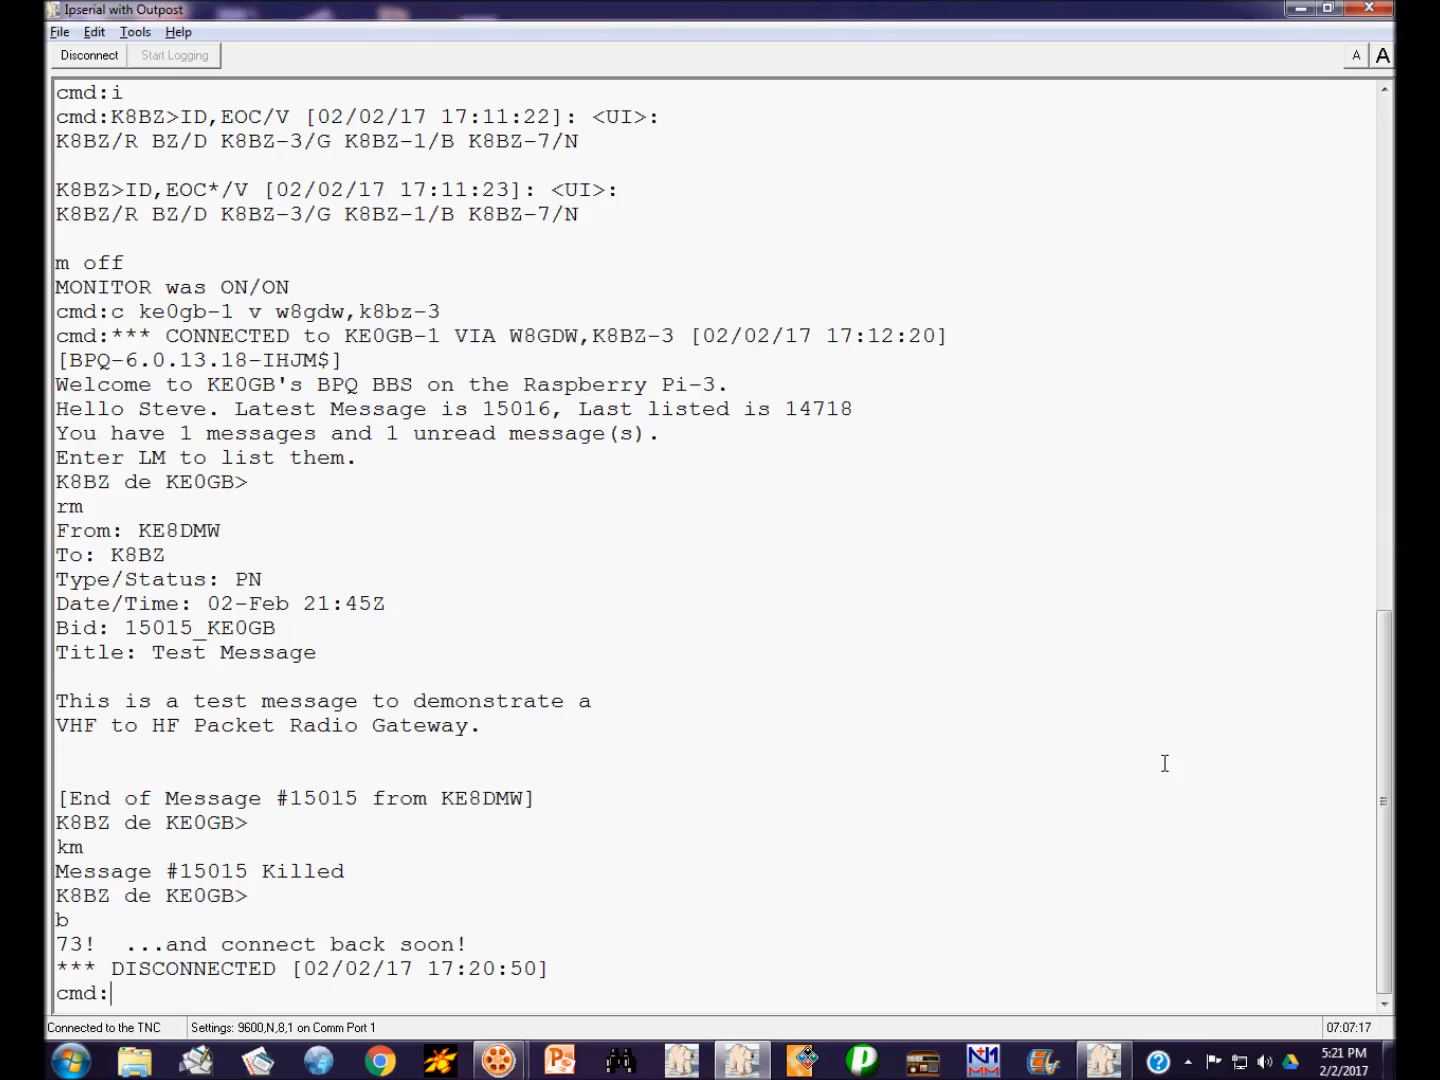 Ipserial with Outpost
File Edit Tools Help
Disconnect Start Logging A A
cmd:i
cmd:K8BZ>ID,EOC/V [02/02/17 17:11:22]: <UI>:
K8BZ/R BZ/D K8BZ-3/G K8BZ-1/B K8BZ-7/N
K8BZ>ID,EOC*/V [02/02/17 17:11:23]: <UI>:
K8BZ/R BZ/D K8BZ-3/G K8BZ-1/B K8BZ-7/N
m off
MONITOR was ON/ON
cmd:c ke0gb-1 v w8gdw,k8bz-3
cmd:*** CONNECTED to KE0GB-1 VIA W8GDW,K8BZ-3 [02/02/17 17:12:20]
[BPQ-6.0.13.18-IHJM$]
Welcome to KE0GB's BPQ BBS on the Raspberry Pi-3.
Hello Steve. Latest Message is 15016, Last listed is 14718
You have 1 messages and 1 unread message(s).
Enter LM to list them.
K8BZ de KE0GB>
rm
From: KE8DMW
To: K8BZ
Type/Status: PN
Date/Time: 02-Feb 21:45Z
Bid: 15015_KE0GB
Title: Test Message
This is a test message to demonstrate a
VHF to HF Packet Radio Gateway.
[End of Message #15015 from KE8DMW]
K8BZ de KE0GB>
km
Message #15015 Killed
K8BZ de KE0GB>
b
73!  ...and connect back soon!
*** DISCONNECTED [02/02/17 17:20:50]
cmd:
Connected to the TNC Settings: 9600,N,8,1 on Comm Port 1 07:07:17
5:21 PM
2/2/2017